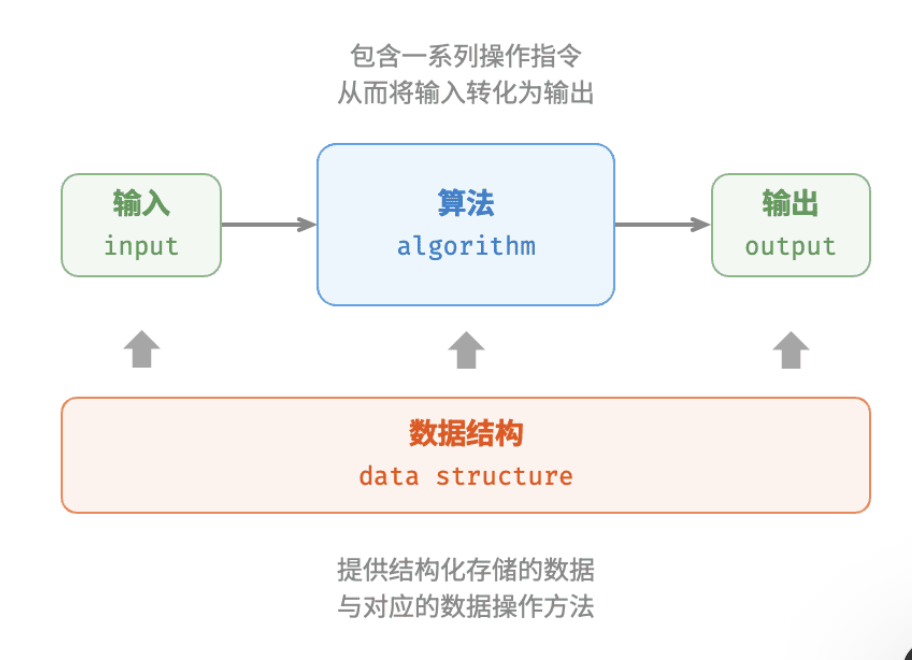 包含一系列操作指令
从而将输入转化为输出
输入
input
算法
algorithm
输出
output
数据结构
data structure
提供结构化存储的数据
与对应的数据操作方法